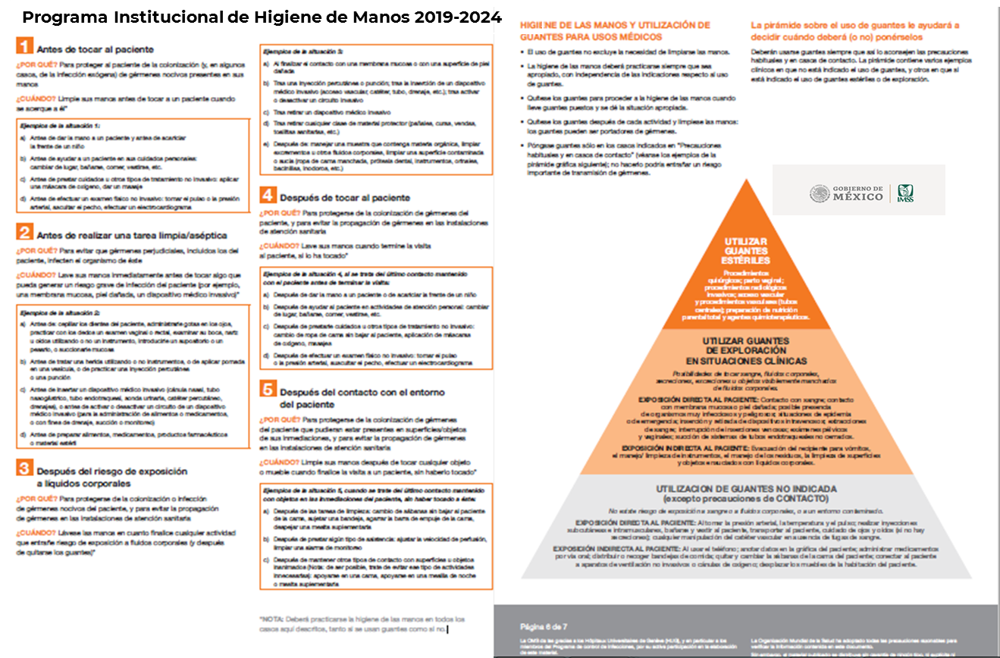 Programa Institucional de Higiene de Manos 2019-2024
1 Antes de tocar al paciente
¿POR QUÉ? Para proteger al paciente de la colonización (y, en algunos
casos, de la infección exógena) de gérmenes nocivos presentes en sus
manos
¿CUÁNDO? Limpie sus manos antes de tocar a un paciente cuando
se acerque a él*
Ejemplos de la situación 1:
a) Antes de dar la mano a un paciente y antes de acariciar
la frente de un niño
b) Antes de ayudar a un paciente en sus cuidados personales:
cambiar de lugar, bañarse, comer, vestirse, etc.
c) Antes de prestar cuidados u otros tipos de tratamiento no invasivo: aplicar
una máscara de oxígeno, dar un masaje
d) Antes de efectuar un examen físico no invasivo: tomar el pulso o la presión
arterial, ascultar el pecho, efectuar un electrocardiograma
2 Antes de realizar una tarea limpia/aséptica
¿POR QUÉ? Para evitar que gérmenes perjudiciales, incluidos los del
paciente, infecten el organismo de éste
¿CUÁNDO? Lave sus manos inmediatamente antes de tocar algo que
pueda generar un riesgo grave de infección del paciente (por ejemplo,
una membrana mucosa, piel dañada, un dispositivo médico invasivo)*
Ejemplos de la situación 2:
a) Antes de: cepillar los dientes del paciente, administrarle gotas en los ojos,
practicar con los dedos un examen vaginal o rectal, examinar su boca, nariz
u oídos utilizando o no un instrumento, introducirle un supositorio o un
pesario, o succionarle mucosa
b) Antes de tratar una herida utilizando o no instrumentos, o de aplicar pomada
en una vesícula, o de practicar una inyección percutánea
o una punción
c) Antes de insertar un dispositivo médico invasivo (cánula nasal, tubo
nasogástrico, tubo endotraqueal, sonda urinaria, catéter percutáneo,
drenajes), o antes de activar o desactivar un circuito de un dispositivo
médico invasivo (para la administración de alimentos o medicamentos,
o con fines de drenaje, succión o monitoreo)
d) Antes de preparar alimentos, medicamentos, productos farmacéuticos
o material estéril
3 Después del riesgo de exposición
a líquidos corporales
¿POR QUÉ? Para protegerse de la colonización o infección
de gérmenes nocivos del paciente, y para evitar la propagación
de gérmenes en las instalaciones de atención sanitaria
¿CUÁNDO? Lávese las manos en cuanto finalice cualquier actividad
que entrañe riesgo de exposición a fluidos corporales (y después
de quitarse los guantes)*
Ejemplos de la situación 3:
a) Al finalizar el contacto con una membrana mucosa o con una superficie de piel
dañada
b) Tras una inyección percutánea o punción; tras la inserción de un dispositivo
médico invasivo (acceso vascular, catéter, tubo, drenaje, etc.); tras activar
o desactivar un circuito invasivo
c) Tras retirar un dispositivo médico invasivo
d) Tras retirar cualquier clase de material protector (pañales, curas, vendas,
toallitas sanitarias, etc.)
e) Después de: manejar una muestra que contenga materia orgánica, limpiar
excrementos u otros fluidos corporales, limpiar una superficie contaminada
o sucia (ropa de cama manchada, prótesis dental, instrumentos, orinales,
bacinillas, inodoros, etc.)
4 Después de tocar al paciente
¿POR QUÉ? Para protegerse de la colonización de gérmenes del
paciente, y para evitar la propagación de gérmenes en las instalaciones
de atención sanitaria
¿CUÁNDO? Lave sus manos cuando termine la visita
al paciente, si lo ha tocado*
Ejemplos de la situación 4, si se trata del último contacto mantenido
con el paciente antes de terminar la visita:
a) Después de dar la mano a un paciente o de acariciar la frente de un niño
b) Después de ayudar al paciente en actividades de atención personal: cambiar
de lugar, bañarse, comer, vestirse, etc.
c) Después de prestarle cuidados u otros tipos de tratamiento no invasivo:
cambio de ropa de cama sin bajar al paciente, aplicación de máscaras
de oxígeno, masajes
d) Después de efectuar un examen físico no invasivo: tomar el pulso
o la presión arterial, auscultar el pecho, efectuar un electrocardiograma
5 Después del contacto con el entorno
del paciente
¿POR QUÉ? Para protegerse de la colonización de gérmenes
del paciente que pudieran estar presentes en superficies/objetos
de sus inmediaciones, y para evitar la propagación de gérmenes
en las instalaciones de atención sanitaria
¿CUÁNDO? Limpie sus manos después de tocar cualquier objeto
o mueble cuando finalice la visita a un paciente, sin haberlo tocado*
Ejemplos de la situación 5, cuando se trate del último contacto mantenido
con objetos en las inmediaciones del paciente, sin haber tocado a éste:
a) Después de las tareas de limpieza: cambio de sábanas sin bajar al paciente
de la cama, sujetar una bandeja, agarrar la barra de empuje de la cama,
despejar una mesita suplementaria
b) Después de prestar algún tipo de asistencia: ajustar la velocidad de perfusión,
limpiar una alarma de monitoreo
c) Después de mantener otros tipos de contacto con superficies u objetos
inanimados (Nota: de ser posible, trate de evitar ese tipo de actividades
innecesarias): apoyarse en una cama, apoyarse en una mesilla de noche
o mesita suplementaria
*NOTA: Deberá practicarse la higiene de las manos en todos los
casos aquí descritos, tanto si se usan guantes como si no.
HIGIENE DE LAS MANOS Y UTILIZACIÓN DE
GUANTES PARA USOS MÉDICOS
• El uso de guantes no excluye la necesidad de limpiarse las manos.
• La higiene de las manos deberá practicarse siempre que sea
apropiado, con independencia de las indicaciones respecto al uso
de guantes.
• Quítese los guantes para proceder a la higiene de las manos cuando
lleve guantes puestos y se dé la situación apropiada.
• Quítese los guantes después de cada actividad y límpiese las manos:
los guantes pueden ser portadores de gérmenes.
• Póngase guantes sólo en los casos indicados en "Precauciones
habituales y en casos de contacto" (véanse los ejemplos de la
pirámide gráfica siguiente); no hacerlo podría entrañar un riesgo
importante de transmisión de gérmenes.
La pirámide sobre el uso de guantes le ayudará a
decidir cuándo deberá (o no) ponérselos
Deberán usarse guantes siempre que así lo aconsejen las precauciones
habituales y en casos de contacto. La pirámide contiene varios ejemplos
clínicos en que no está indicado el uso de guantes, y otros en que sí
está indicado el uso de guantes estériles o de exploración.
GOBIERNO DE
MÉXICO
IMSS
UTILIZAR
GUANTES
ESTÉRILES
Procedimientos
quirúrgicos; parto vaginal;
procedimientos radiológicos
invasivos; acceso vascular
y procedimientos vasculares (tubos
centrales); preparación de nutrición
parental total y agentes quimioterapéuticos.
UTILIZAR GUANTES
DE EXPLORACIÓN
EN SITUACIONES CLÍNICAS
Posibilidades de tocar sangre, fluidos corporales,
secreciones, excreciones u objetos visiblemente manchados
de fluidos corporales.
EXPOSICIÓN DIRECTA AL PACIENTE: Contacto con sangre; contacto
con membrana mucosa o piel dañada; posible presencia
de organismos muy infecciosos y peligrosos; situaciones de epidemia
o de emergencia; inserción y retirada de dispositivos intravenosos; extracciones
de sangre; interrupción de inserciones venosas; exámenes pélvicos
y vaginales; succión de sistemas de tubos endotraqueales no cerrados.
EXPOSICIÓN INDIRECTA AL PACIENTE: Evacuación del recipiente para vómitos,
el manejo/ limpieza de instrumentos, el manejo de los residuos, la limpieza de superficies
y objetos ensuciados con líquidos corporales.
UTILIZACION DE GUANTES NO INDICADA
(excepto precauciones de CONTACTO)
No existe riesgo de exposición a sangre o a fluidos corporales, o a un entorno contaminado.
EXPOSICIÓN DIRECTA AL PACIENTE: Al tomar la presión arterial, la temperatura y el pulso; realizar inyecciones
subcutáneas e intramusculares, bañarse y vestir al paciente, transportar al paciente, cuidado de ojos y oídos (si no hay
secreciones); cualquier manipulación del catéter vascular en ausencia de fugas de sangre.
EXPOSICIÓN INDIRECTA AL PACIENTE: Al usar el teléfono; anotar datos en la gráfica del paciente; administrar medicamentos
por vía oral; distribuir o recoger bandejas de comida; quitar y cambiar la sábanas de la cama del paciente; conectar al paciente
a aparatos de ventilación no invasivos o cánulas de oxígeno; desplazar los muebles de la habitación del paciente.
Página 6 de 7
La OMS da las gracias a los Hôpitaux Universitaires de Genève (HUG), y en particular a los
miembros del Programa de control de infecciones, por su activa participación en la elaboración
de este material.
La Organización Mundial de la Salud ha adoptado todas las precauciones razonables para
verificar la información contenida en este documento.